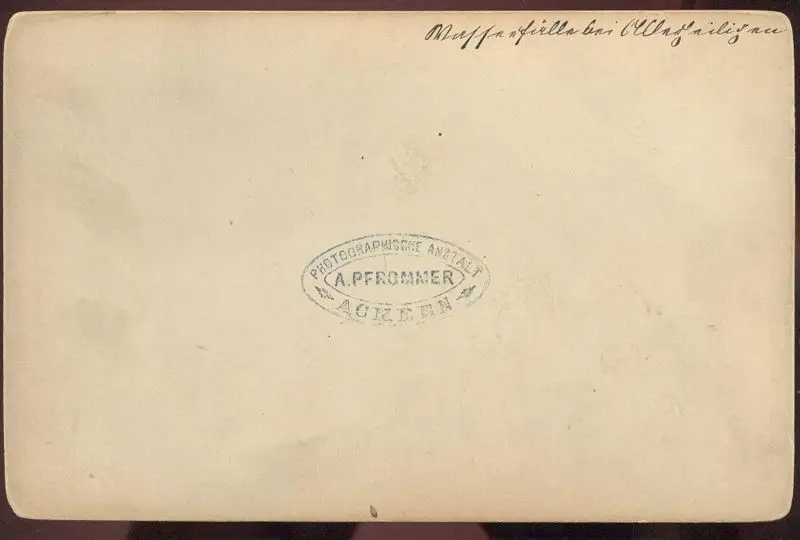 Wasserfälle bei Allerheiligen
PHOTOGRAPHISCHE ANSTALT
A. PFROMMER
ACHERN